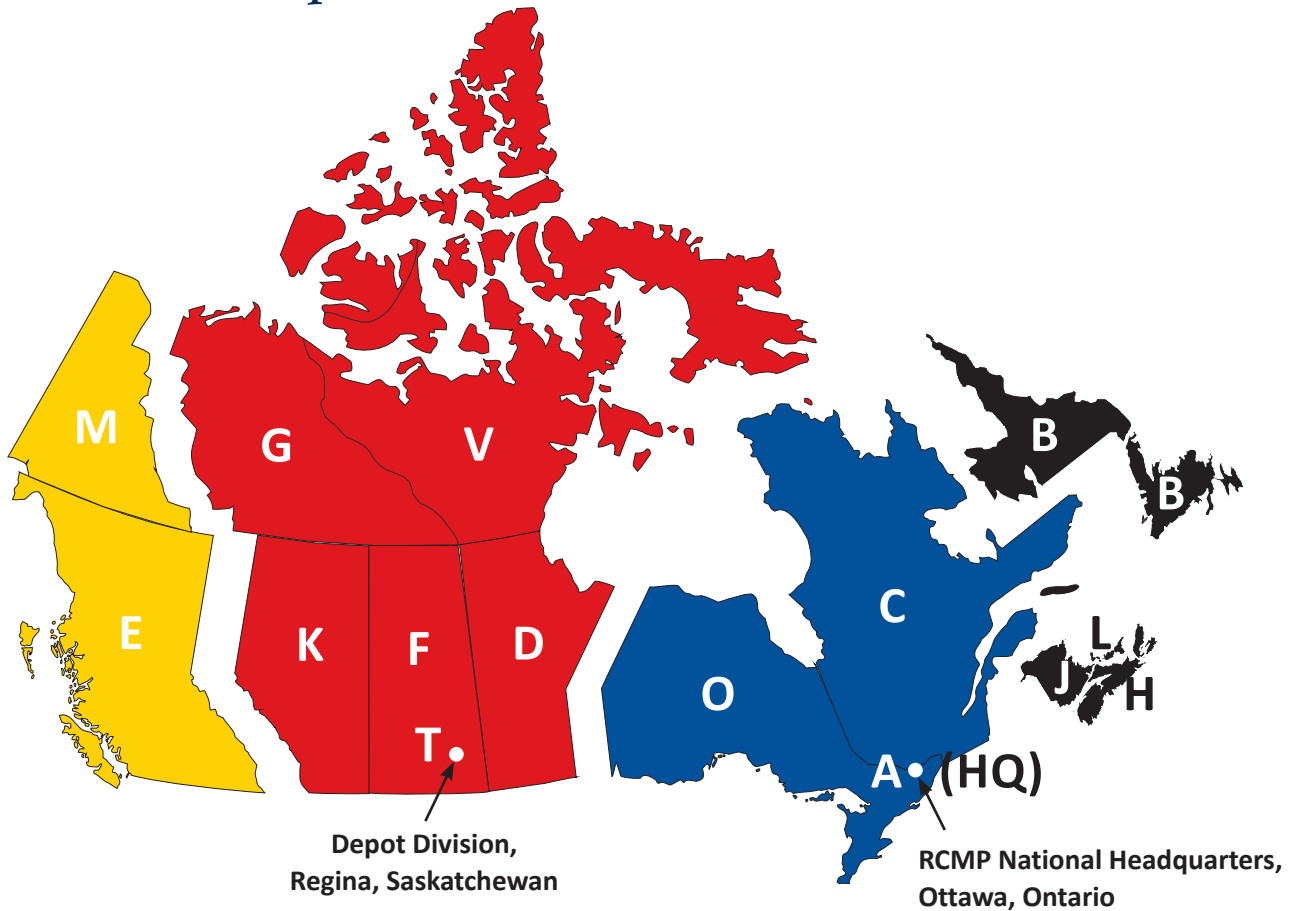 M
G
V
B
B
E
K
F
D
C
O
L
J
H
T
A
(HQ)
Depot Division,
Regina, Saskatchewan
RCMP National Headquarters,
Ottawa, Ontario